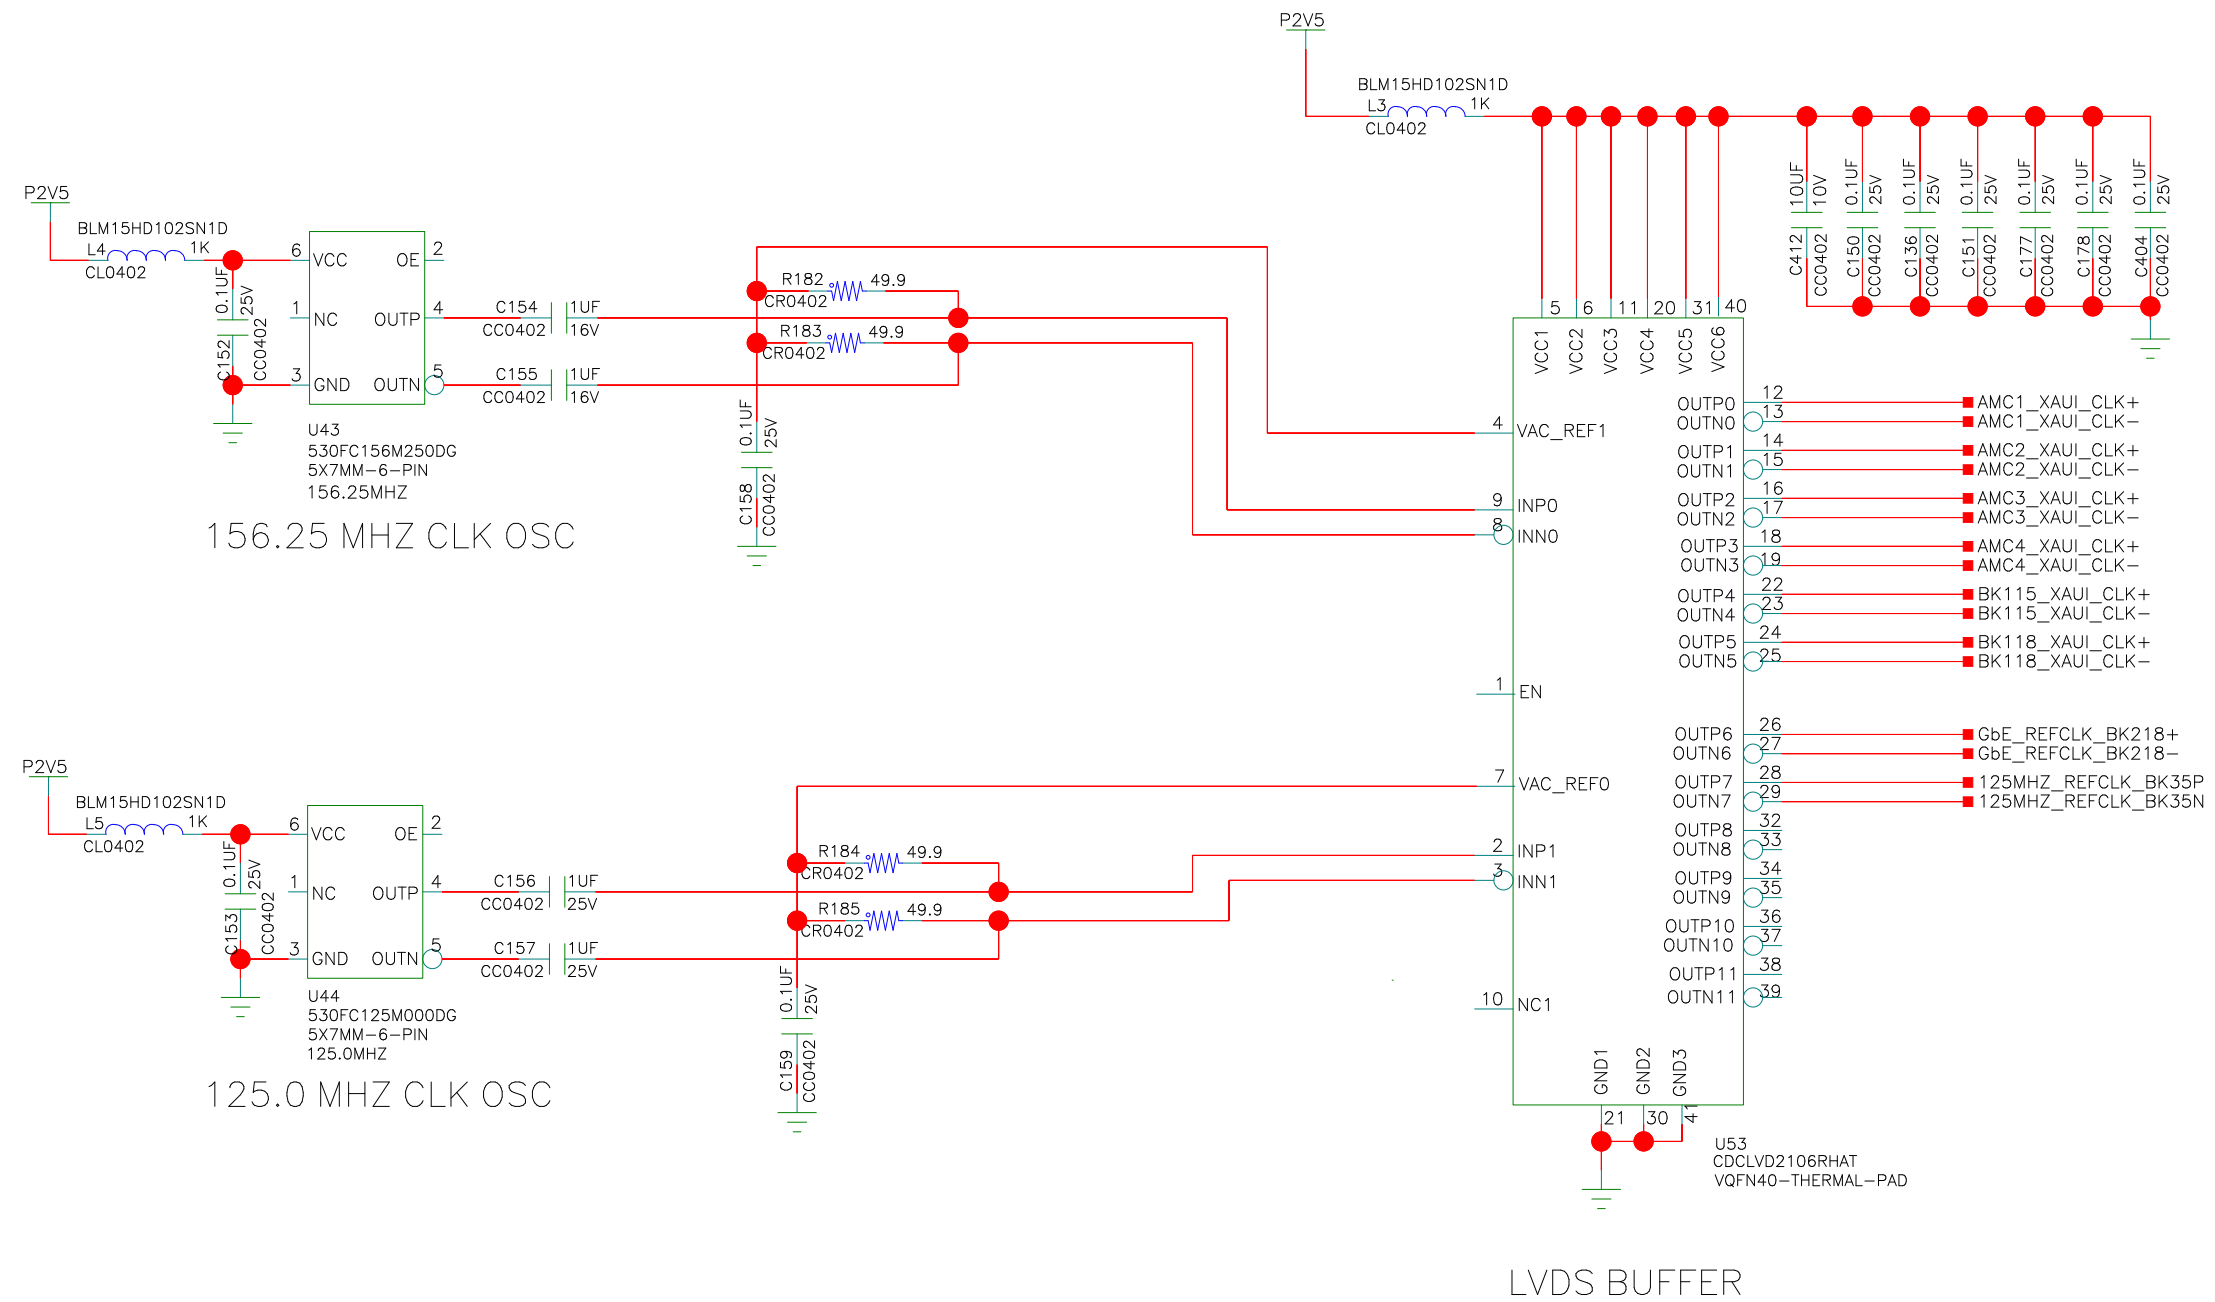 P2V5
BLM15HD102SN1D
L3 1K
CL0402
10UF 10V
C412 CC0402
0.1UF 25V
C150 CC0402
0.1UF 25V
C136 CC0402
0.1UF 25V
C151 CC0402
0.1UF 25V
C177 CC0402
0.1UF 25V
C178 CC0402
0.1UF 25V
C404 CC0402
P2V5
BLM15HD102SN1D
L4 1K
CL0402
0.1UF 25V
C152 CC0402
6 VCC OE 2
1 NC OUTP 4
3 GND OUTN 5
U43
530FC156M250DG
5X7MM-6-PIN
156.25MHZ
156.25 MHZ CLK OSC
C154 1UF
CC0402 16V
C155 1UF
CC0402 16V
R182 49.9
CR0402
R183 49.9
CR0402
0.1UF 25V
C158 CC0402
P2V5
BLM15HD102SN1D
L5 1K
CL0402
0.1UF 25V
C153 CC0402
6 VCC OE 2
1 NC OUTP 4
3 GND OUTN 5
U44
530FC125M000DG
5X7MM-6-PIN
125.0MHZ
125.0 MHZ CLK OSC
C156 1UF
CC0402 25V
C157 1UF
CC0402 25V
R184 49.9
CR0402
R185 49.9
CR0402
0.1UF 25V
C159 CC0402
5 6 11 20 31 40
VCC1 VCC2 VCC3 VCC4 VCC5 VCC6
4 VAC_REF1
9 INP0
8 INN0
1 EN
7 VAC_REF0
2 INP1
3 INN1
10 NC1
OUTP0 12 AMC1_XAUI_CLK+
OUTN0 13 AMC1_XAUI_CLK-
OUTP1 14 AMC2_XAUI_CLK+
OUTN1 15 AMC2_XAUI_CLK-
OUTP2 16 AMC3_XAUI_CLK+
OUTN2 17 AMC3_XAUI_CLK-
OUTP3 18 AMC4_XAUI_CLK+
OUTN3 19 AMC4_XAUI_CLK-
OUTP4 22 BK115_XAUI_CLK+
OUTN4 23 BK115_XAUI_CLK-
OUTP5 24 BK118_XAUI_CLK+
OUTN5 25 BK118_XAUI_CLK-
OUTP6 26 GbE_REFCLK_BK218+
OUTN6 27 GbE_REFCLK_BK218-
OUTP7 28 125MHZ_REFCLK_BK35P
OUTN7 29 125MHZ_REFCLK_BK35N
OUTP8 32
OUTN8 33
OUTP9 34
OUTN9 35
OUTP10 36
OUTN10 37
OUTP11 38
OUTN11 39
GND1 GND2 GND3
21 30 41
U53
CDCLVD2106RHAT
VQFN40-THERMAL-PAD
LVDS BUFFER